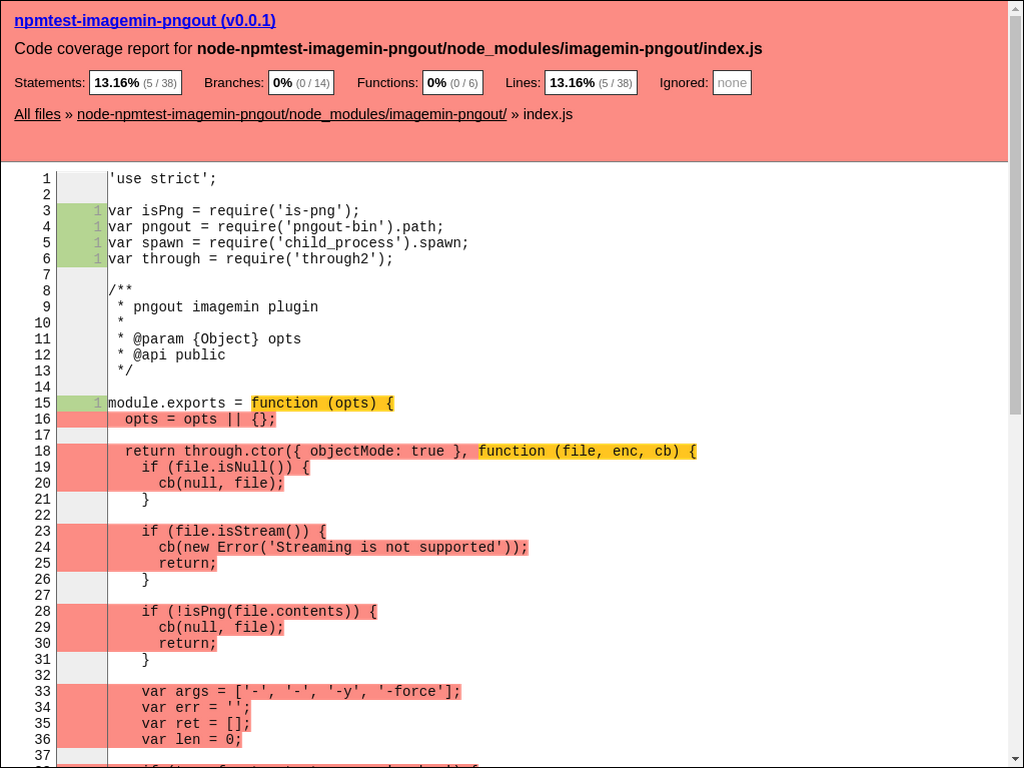 npmtest-imagemin-pngout (v0.0.1)
Code coverage report for node-npmtest-imagemin-pngout/node_modules/imagemin-pngout/index.js
Statements: 13.16% (5 / 38) Branches: 0% (0 / 14) Functions: 0% (0 / 6) Lines: 13.16% (5 / 38) Ignored: none
All files » node-npmtest-imagemin-pngout/node_modules/imagemin-pngout/ » index.js
1 'use strict';
2
3 1 var isPng = require('is-png');
4 1 var pngout = require('pngout-bin').path;
5 1 var spawn = require('child_process').spawn;
6 1 var through = require('through2');
7
8 /**
9 * pngout imagemin plugin
10 *
11 * @param {Object} opts
12 * @api public
13 */
14
15 1 module.exports = function (opts) {
16 opts = opts || {};
17
18 return through.ctor({ objectMode: true }, function (file, enc, cb) {
19 if (file.isNull()) {
20 cb(null, file);
21 }
22
23 if (file.isStream()) {
24 cb(new Error('Streaming is not supported'));
25 return;
26 }
27
28 if (!isPng(file.contents)) {
29 cb(null, file);
30 return;
31 }
32
33 var args = ['-', '-', '-y', '-force'];
34 var err = '';
35 var ret = [];
36 var len = 0;
37